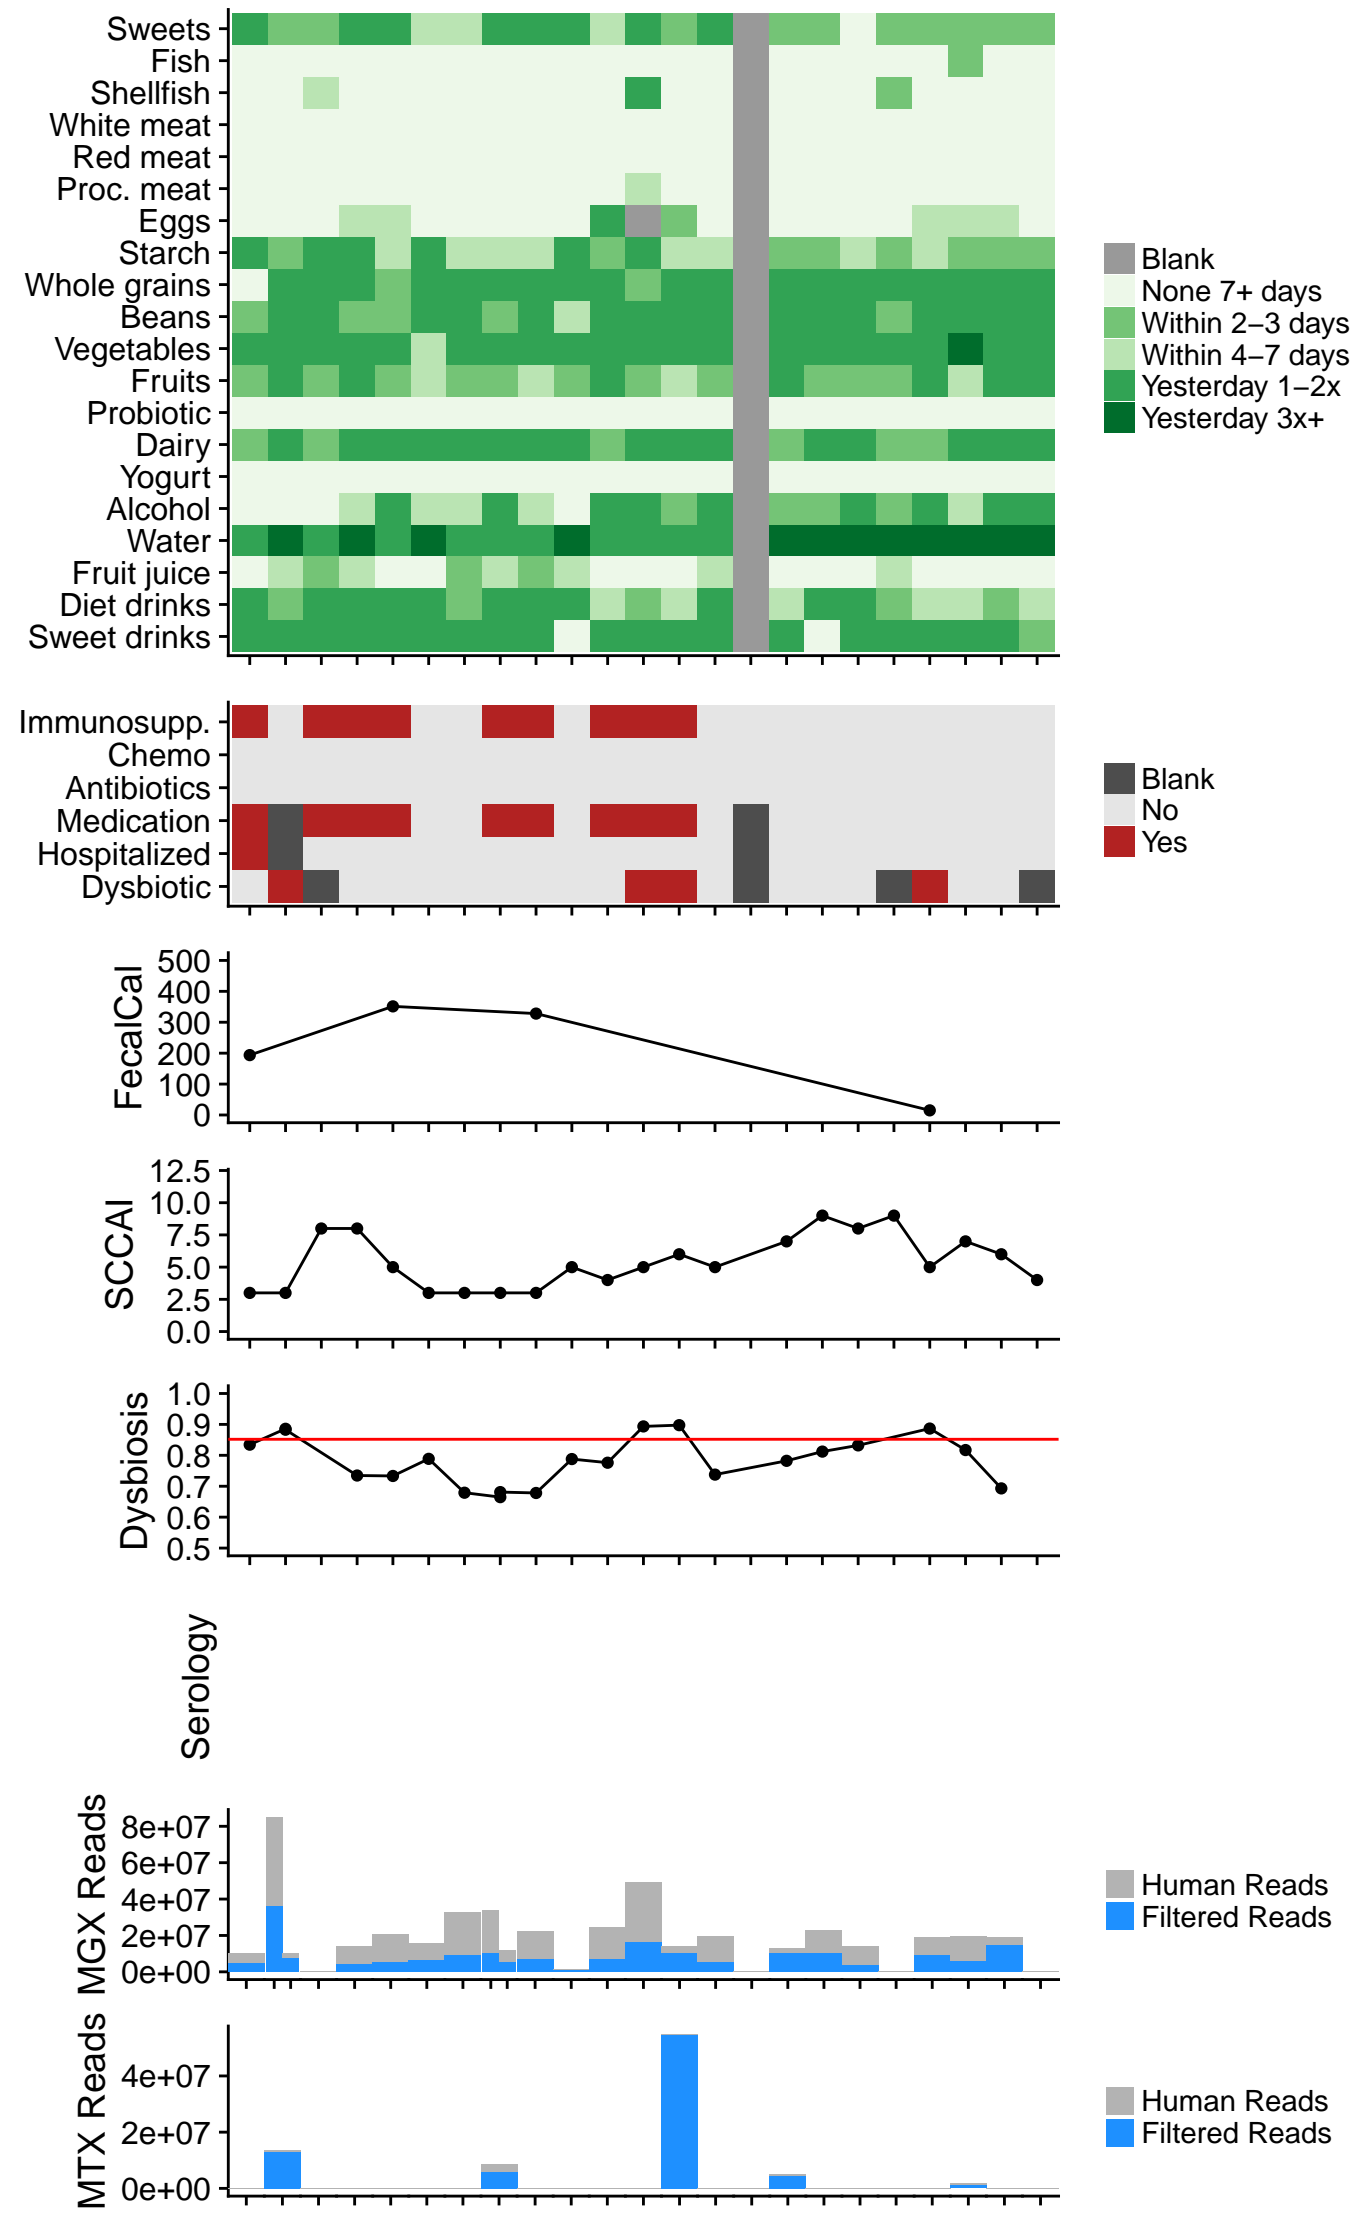 Sweets
Fish
Shellfish
White meat
Red meat
Proc. meat
Eggs
Starch
Whole grains
Beans
Vegetables
Fruits
Probiotic
Dairy
Yogurt
Alcohol
Water
Fruit juice
Diet drinks
Sweet drinks
Blank
None 7+ days
Within 2−3 days
Within 4−7 days
Yesterday 1−2x
Yesterday 3x+
Immunosupp.
Chemo
Antibiotics
Medication
Hospitalized
Dysbiotic
Blank
No
Yes
FecalCal
500
400
300
200
100
0
SCCAI
12.5
10.0
7.5
5.0
2.5
0.0
Dysbiosis
1.0
0.9
0.8
0.7
0.6
0.5
Serology
MGX Reads
8e+07
6e+07
4e+07
2e+07
0e+00
Human Reads
Filtered Reads
MTX Reads
4e+07
2e+07
0e+00
Human Reads
Filtered Reads